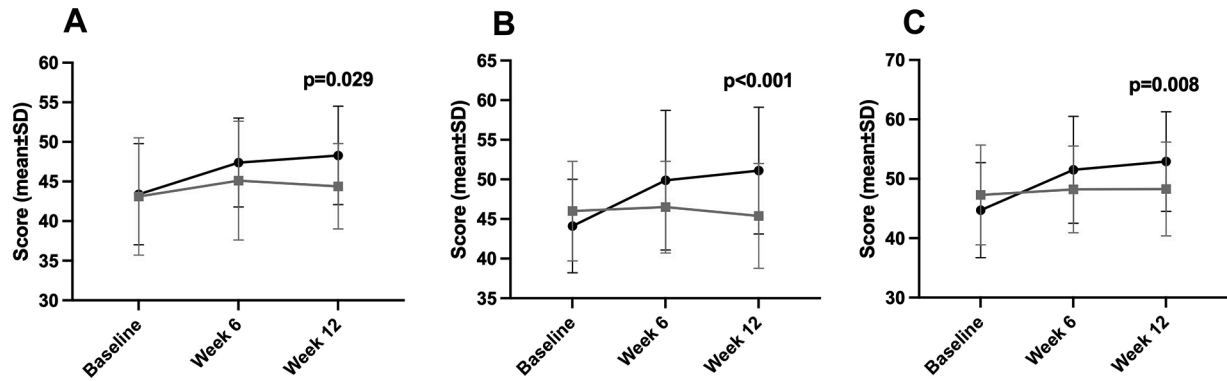 A
B
C
Score (mean±SD)
60
55
50
45
40
35
30
p=0.029
Baseline
Week 6
Week 12
Score (mean±SD)
65
60
55
50
45
40
35
p<0.001
Baseline
Week 6
Week 12
Score (mean±SD)
70
60
50
40
30
p=0.008
Baseline
Week 6
Week 12